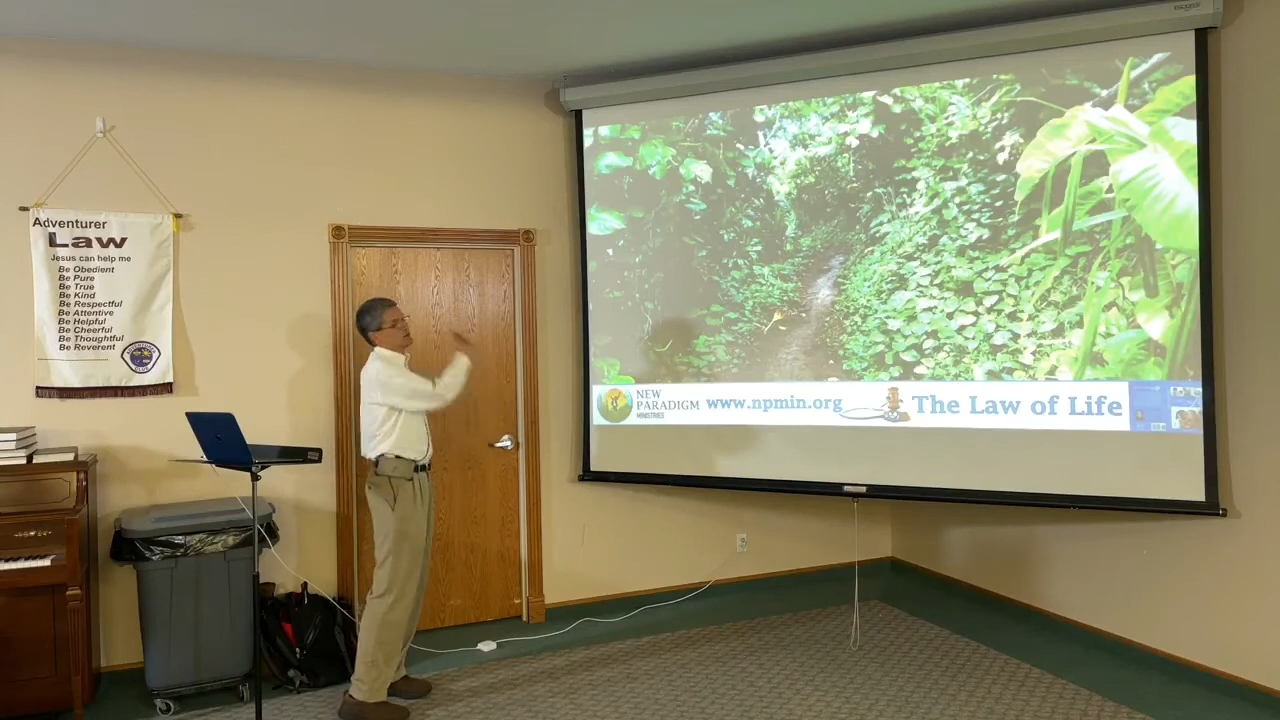 Adventurer
Law
Jesus can help me
Be Obedient
Be Pure
Be True
Be Kind
Be Respectful
Be Attentive
Be Helpful
Be Cheerful
Be Thoughtful
Be Reverent
NEW
PARADIGM
MINISTRIES
www.npmin.org
The Law of Life